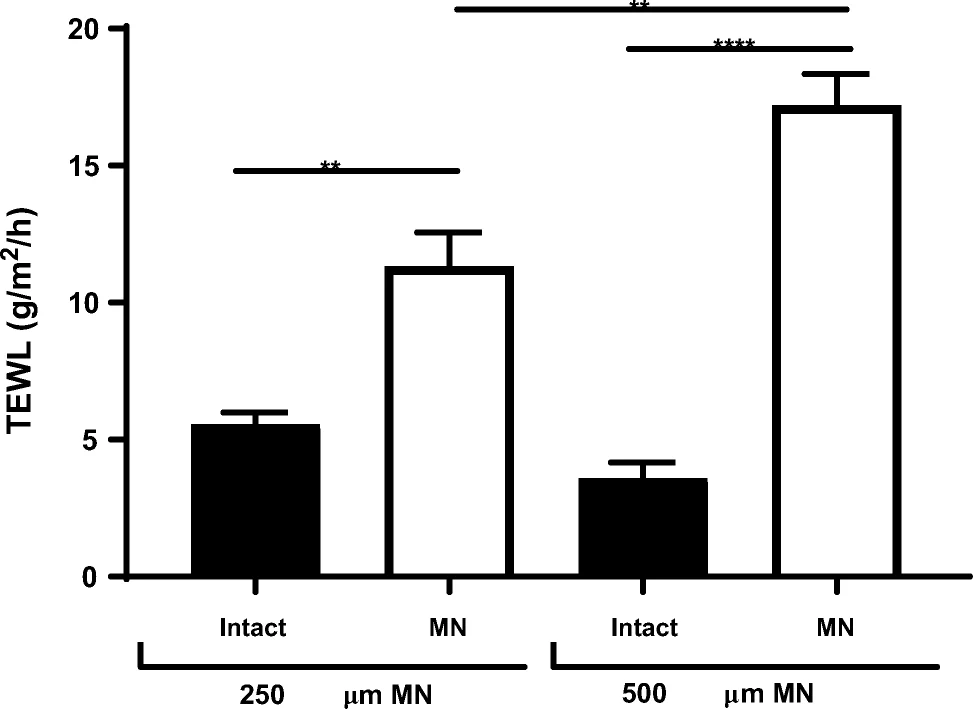 **
20
****
15
**
10
5
0
TEWL (g/m²/h)
Intact MN Intact MN
250 μm MN 500 μm MN